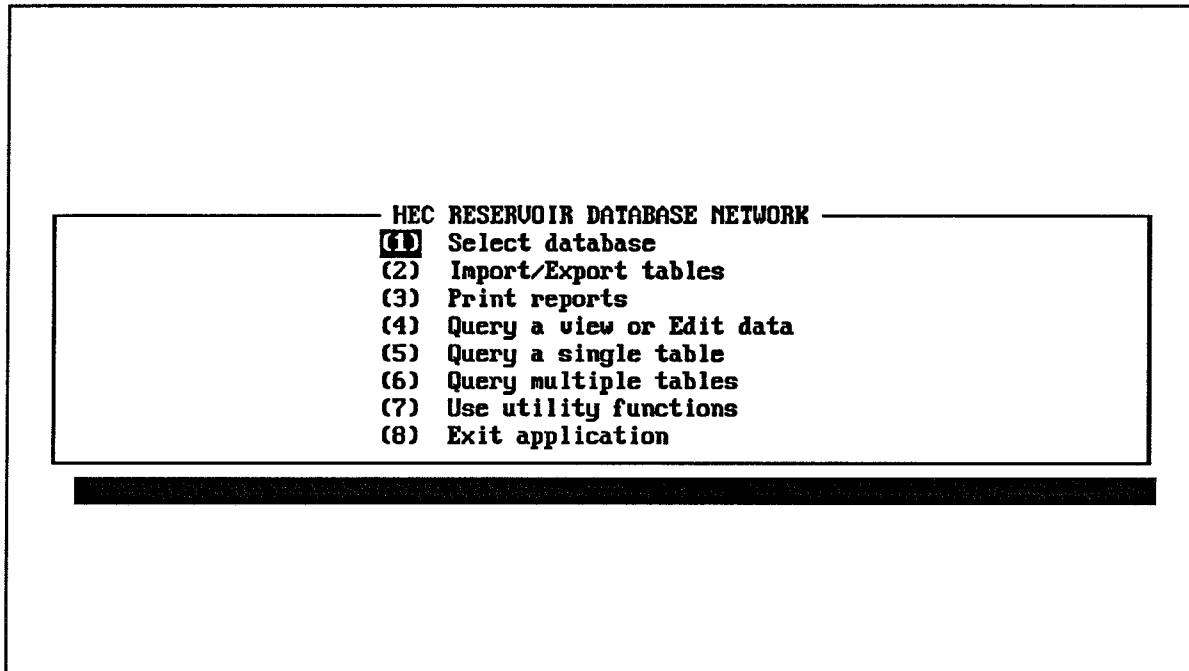 HEC RESERVOIR DATABASE NETWORK
(1) Select database
(2) Import/Export tables
(3) Print reports
(4) Query a view or Edit data
(5) Query a single table
(6) Query multiple tables
(7) Use utility functions
(8) Exit application